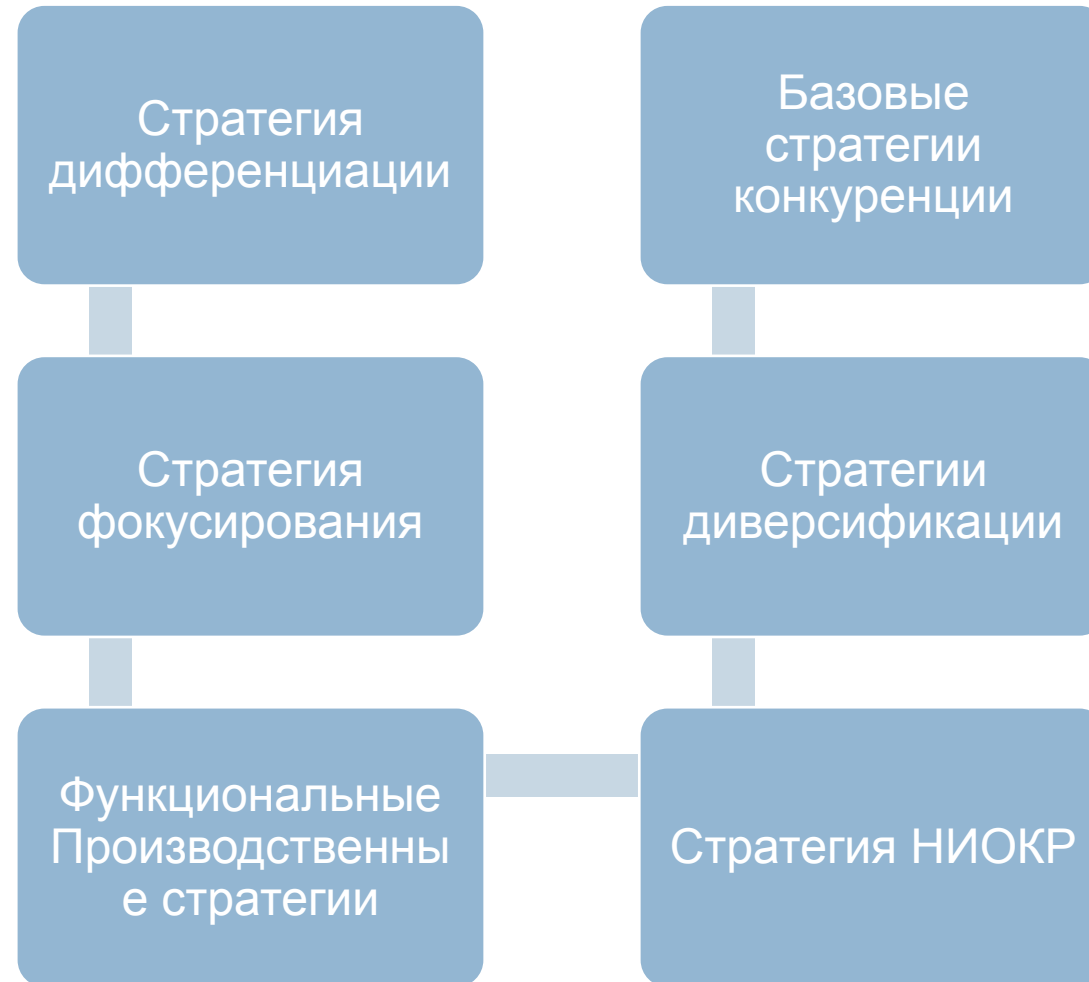 Стратегия
дифференциации
Стратегия
фокусирования
Функциональные
Производственны
е стратегии
Стратегия НИОКР
Стратегии
диверсификации
Базовые
стратегии
конкуренции